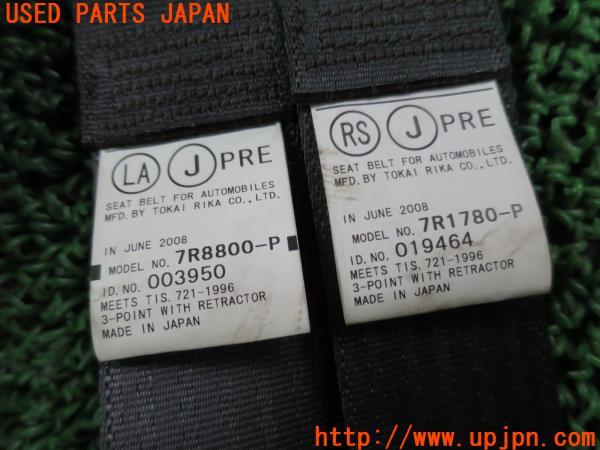 USED PARTS JAPAN
LA J PRE
SEAT BELT FOR AUTOMOBILES
MFD. BY TOKAI RIKA CO., LTD.
IN JUNE 2008
MODEL NO. 7R8800-P
ID. NO. 003950
MEETS TIS. 721-1996
3-POINT WITH RETRACTOR
MADE IN JAPAN
RS J PRE
SEAT BELT FOR AUTOMOBILES
MFD. BY TOKAI RIKA CO., LTD.
IN JUNE 2008
MODEL NO. 7R1780-P
ID. NO. 019464
MEETS TIS. 721-1996
3-POINT WITH RETRACTOR
MADE IN JAPAN
http://www.upjpn.com/